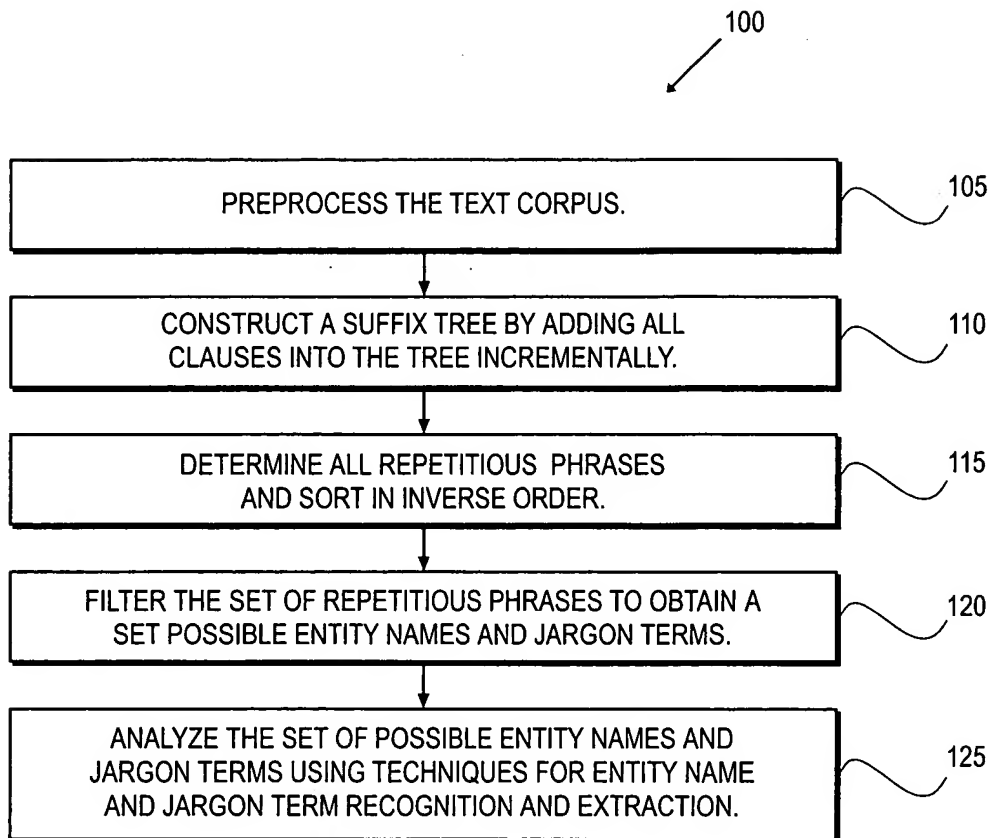 100
PREPROCESS THE TEXT CORPUS.
105
CONSTRUCT A SUFFIX TREE BY ADDING ALL
CLAUSES INTO THE TREE INCREMENTALLY.
110
DETERMINE ALL REPETITIOUS PHRASES
AND SORT IN INVERSE ORDER.
115
FILTER THE SET OF REPETITIOUS PHRASES TO OBTAIN A
SET POSSIBLE ENTITY NAMES AND JARGON TERMS.
120
ANALYZE THE SET OF POSSIBLE ENTITY NAMES AND
JARGON TERMS USING TECHNIQUES FOR ENTITY NAME
AND JARGON TERM RECOGNITION AND EXTRACTION.
125